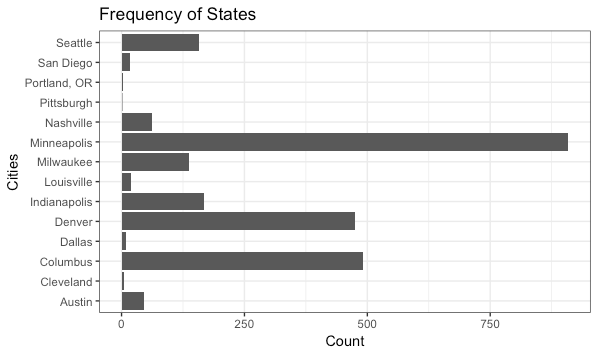 Frequency of States
Seattle
San Diego
Portland, OR
Pittsburgh
Nashville
Minneapolis
Milwaukee
Louisville
Indianapolis
Denver
Dallas
Columbus
Cleveland
Austin
Cities
0 250 500 750
Count